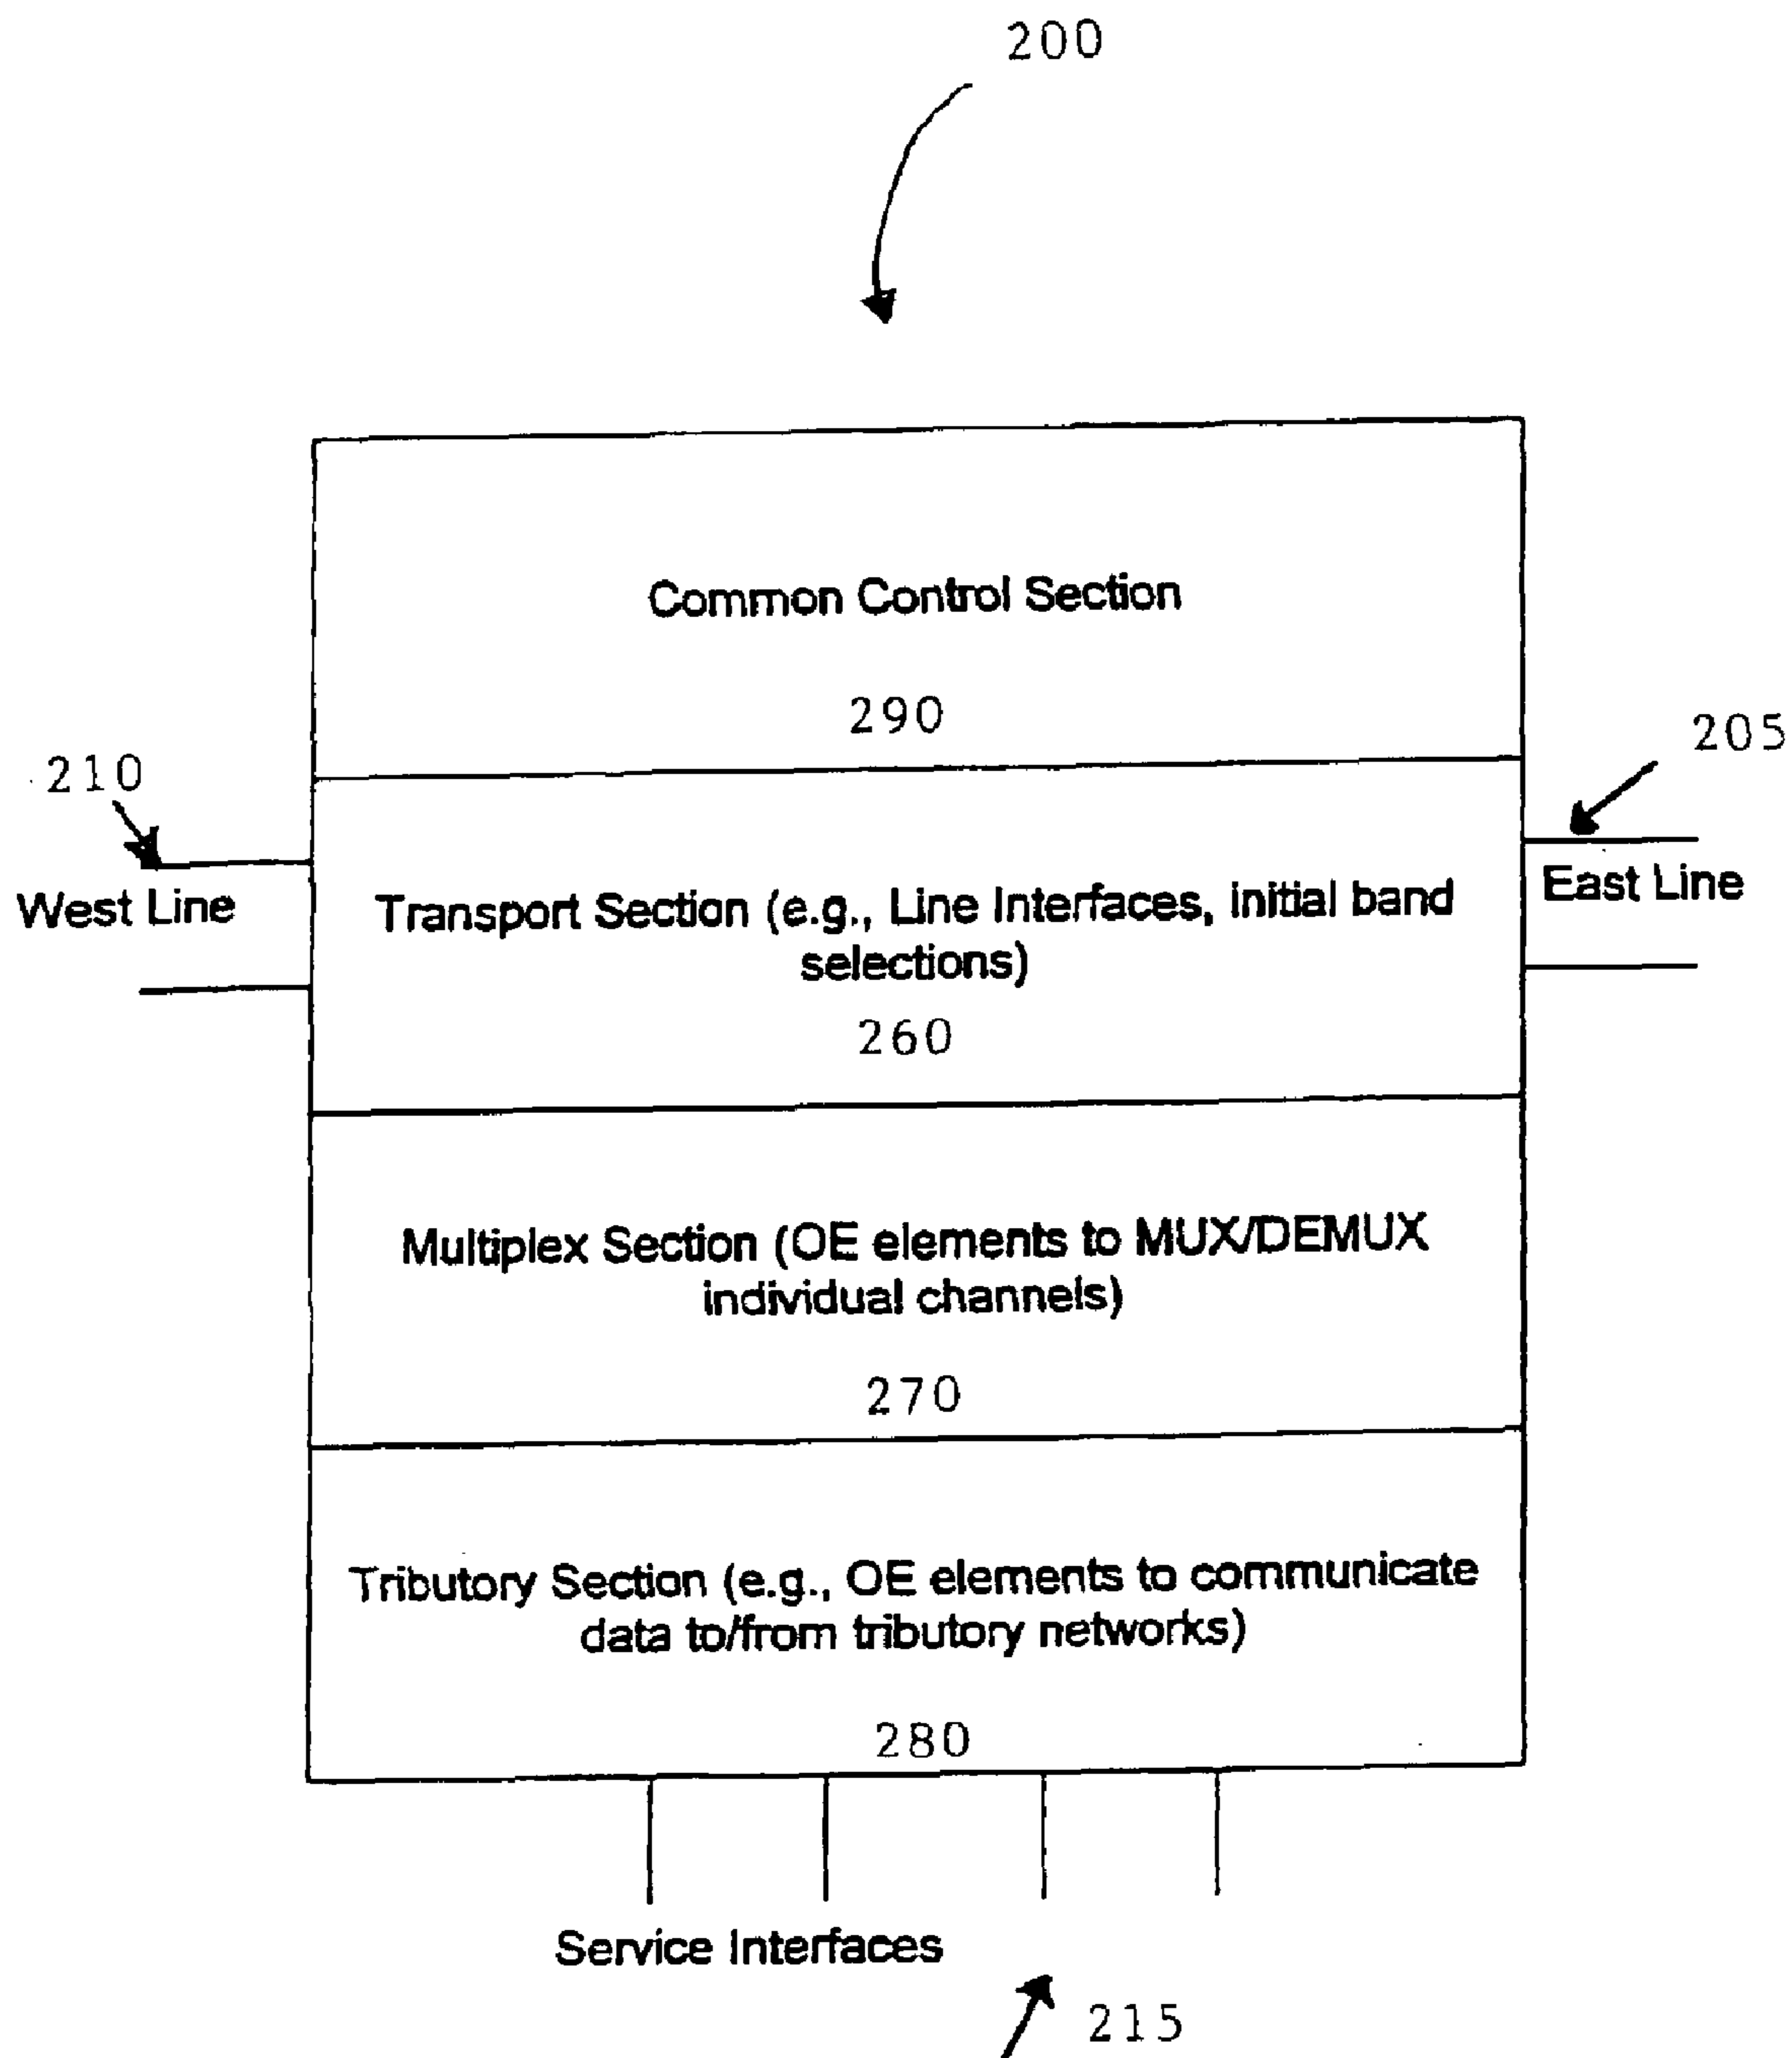 200
Common Control Section
290
205
210
West Line
Transport Section (e.g., Line Interfaces, initial band
selections)
East Line
260
Multiplex Section (OE elements to MUX/DEMUX
individual channels)
270
Tributory Section (e.g., OE elements to communicate
data to/from tributory networks)
280
Service Interfaces
215